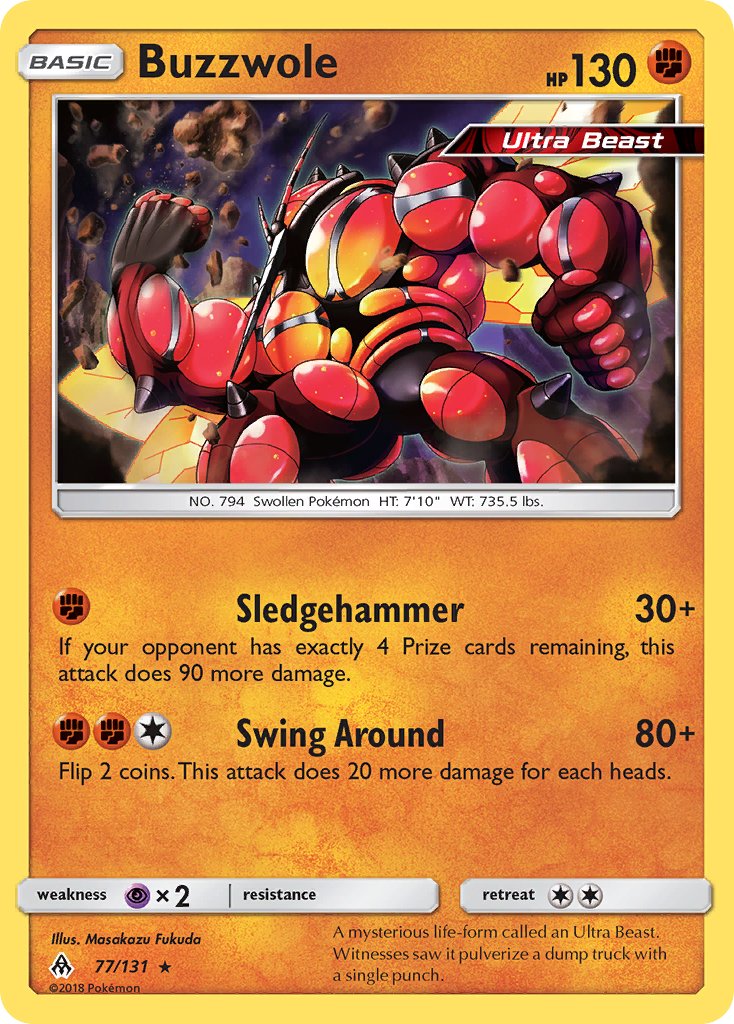 BASIC Buzzwole HP 130
Ultra Beast
NO. 794 Swollen Pokémon HT: 7'10" WT: 735.5 lbs.
Sledgehammer 30+
If your opponent has exactly 4 Prize cards remaining, this
attack does 90 more damage.
Swing Around 80+
Flip 2 coins. This attack does 20 more damage for each heads.
weakness ×2 resistance retreat
Illus. Masakazu Fukuda
77/131 ★
©2018 Pokémon
A mysterious life-form called an Ultra Beast.
Witnesses saw it pulverize a dump truck with
a single punch.